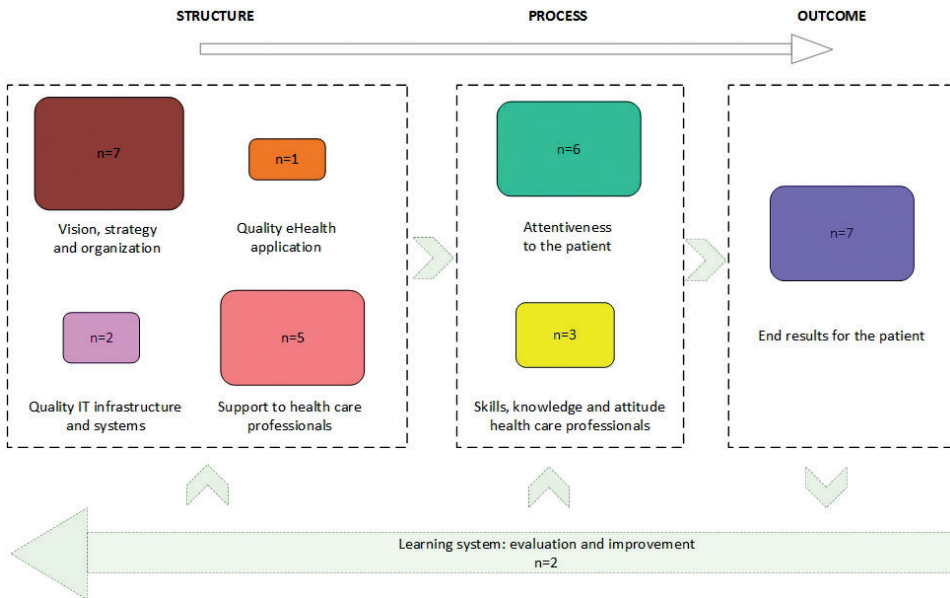 STRUCTURE
PROCESS
OUTCOME
n=7
Vision, strategy
and organization
n=1
Quality eHealth
application
n=2
Quality IT infrastructure
and systems
n=5
Support to health care
professionals
n=6
Attentiveness
to the patient
n=3
Skills, knowledge and attitude
health care professionals
n=7
End results for the patient
Learning system: evaluation and improvement
n=2